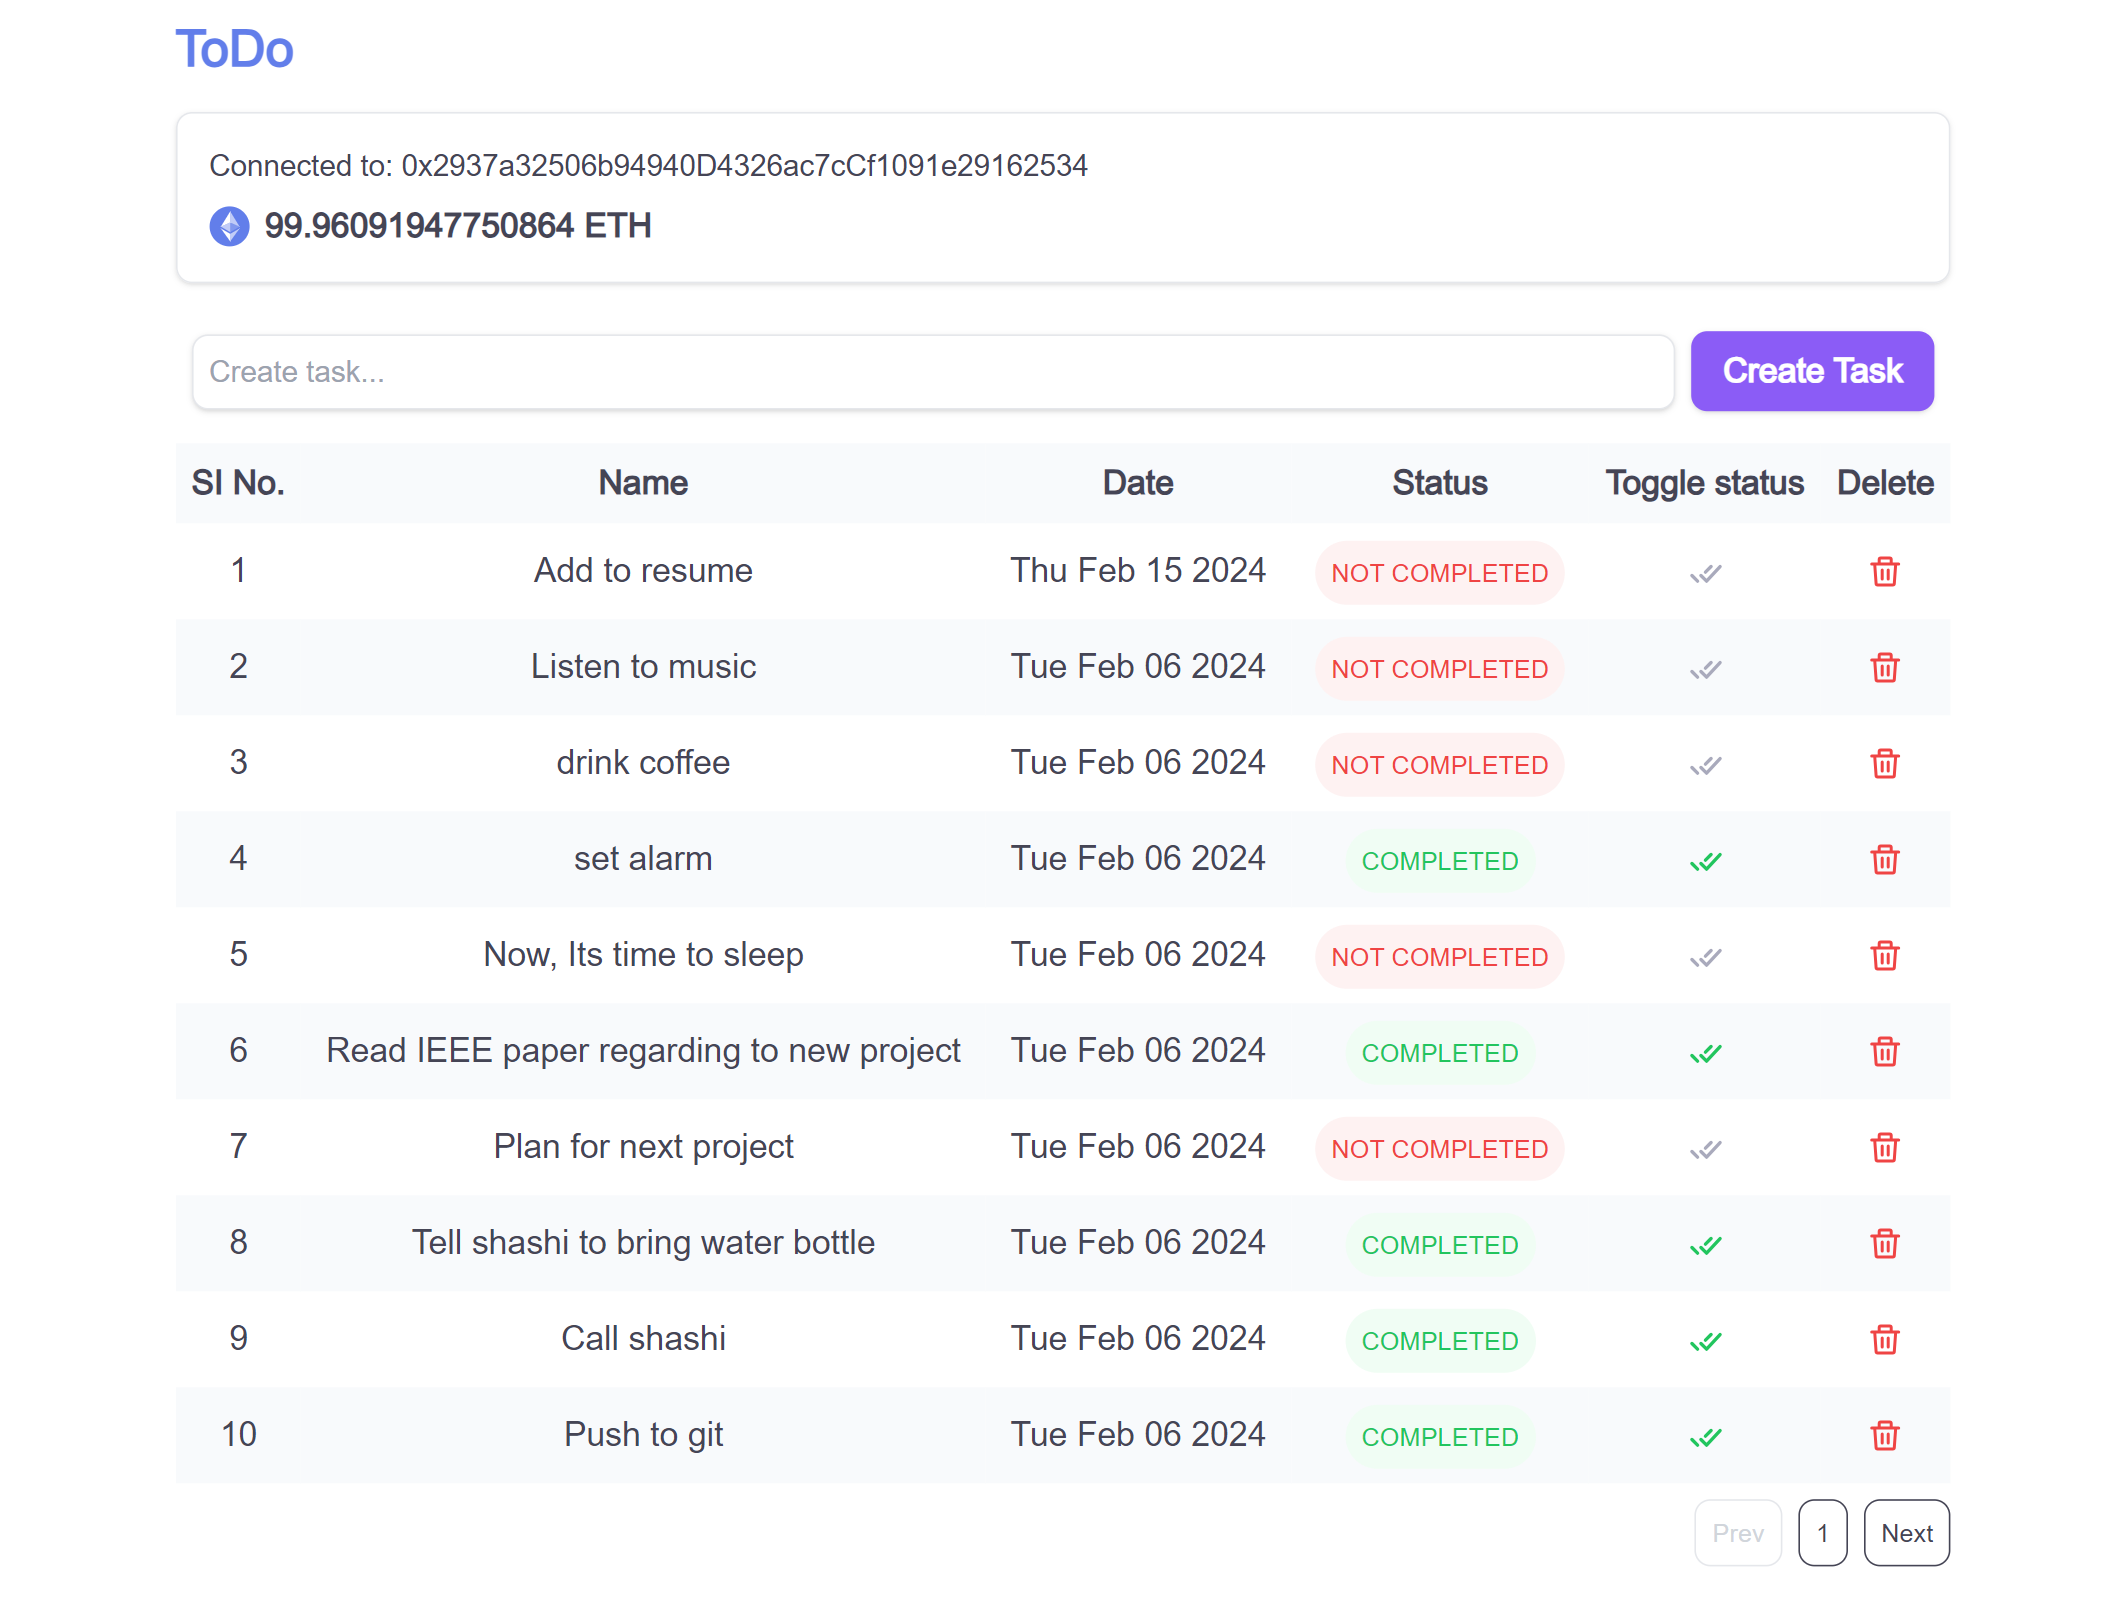 ToDo
Connected to: 0x2937a32506b94940D4326ac7cCf1091e29162534
99.96091947750864 ETH
Create task...
Create Task
Sl No. Name Date Status Toggle status Delete
1 Add to resume Thu Feb 15 2024 NOT COMPLETED
2 Listen to music Tue Feb 06 2024 NOT COMPLETED
3 drink coffee Tue Feb 06 2024 NOT COMPLETED
4 set alarm Tue Feb 06 2024 COMPLETED
5 Now, Its time to sleep Tue Feb 06 2024 NOT COMPLETED
6 Read IEEE paper regarding to new project Tue Feb 06 2024 COMPLETED
7 Plan for next project Tue Feb 06 2024 NOT COMPLETED
8 Tell shashi to bring water bottle Tue Feb 06 2024 COMPLETED
9 Call shashi Tue Feb 06 2024 COMPLETED
10 Push to git Tue Feb 06 2024 COMPLETED
Prev 1 Next